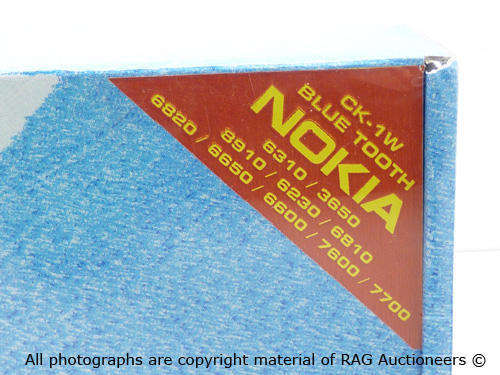 CK-1W
BLUE TOOTH
NOKIA
6310 / 3650
8910 / 6230 / 6810
6820 / 6650 / 6600 / 7600 / 7700
All photographs are copyright material of RAG Auctioneers ©